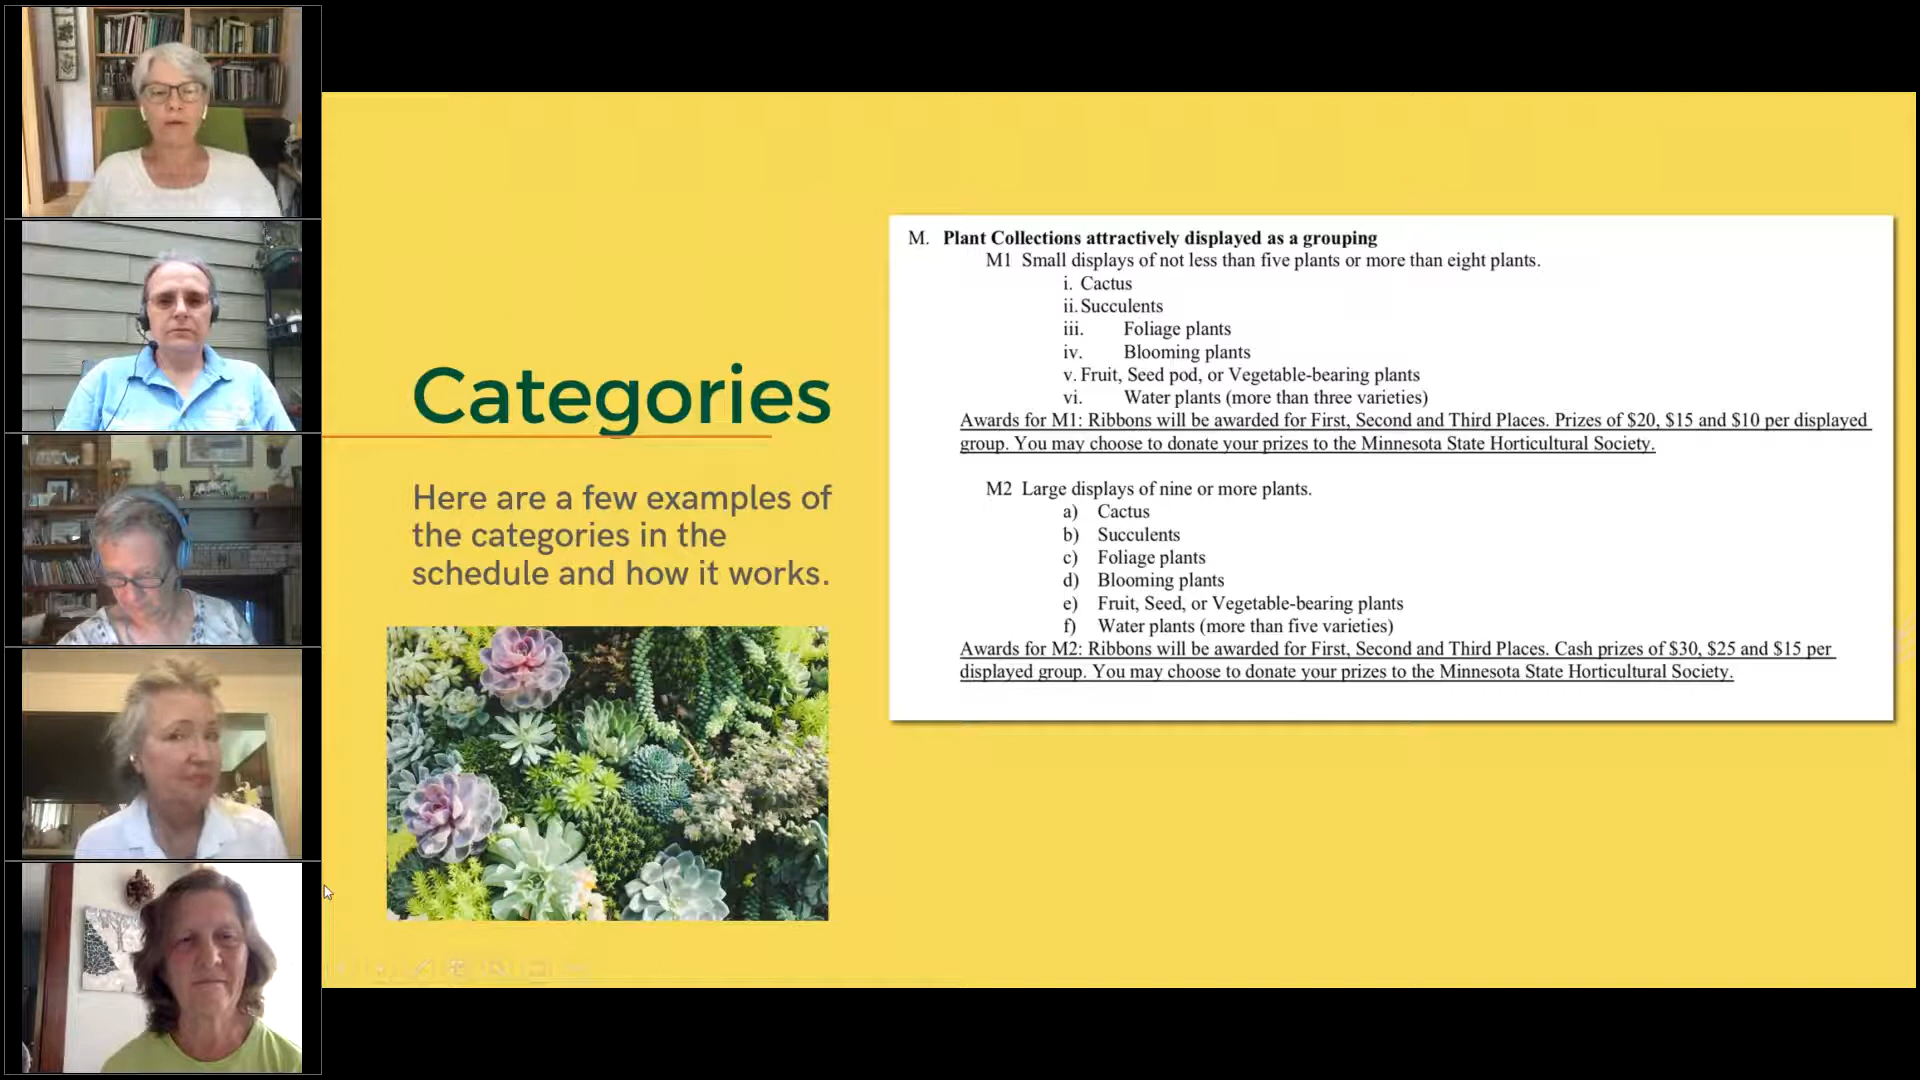 Categories
Here are a few examples of
the categories in the
schedule and how it works.
M. Plant Collections attractively displayed as a grouping
M1 Small displays of not less than five plants or more than eight plants.
i. Cactus
ii. Succulents
iii. Foliage plants
iv. Blooming plants
v. Fruit, Seed pod, or Vegetable-bearing plants
vi. Water plants (more than three varieties)
Awards for M1: Ribbons will be awarded for First, Second and Third Places. Prizes of $20, $15 and $10 per displayed
group. You may choose to donate your prizes to the Minnesota State Horticultural Society.
M2 Large displays of nine or more plants.
a) Cactus
b) Succulents
c) Foliage plants
d) Blooming plants
e) Fruit, Seed, or Vegetable-bearing plants
f) Water plants (more than five varieties)
Awards for M2: Ribbons will be awarded for First, Second and Third Places. Cash prizes of $30, $25 and $15 per
displayed group. You may choose to donate your prizes to the Minnesota State Horticultural Society.